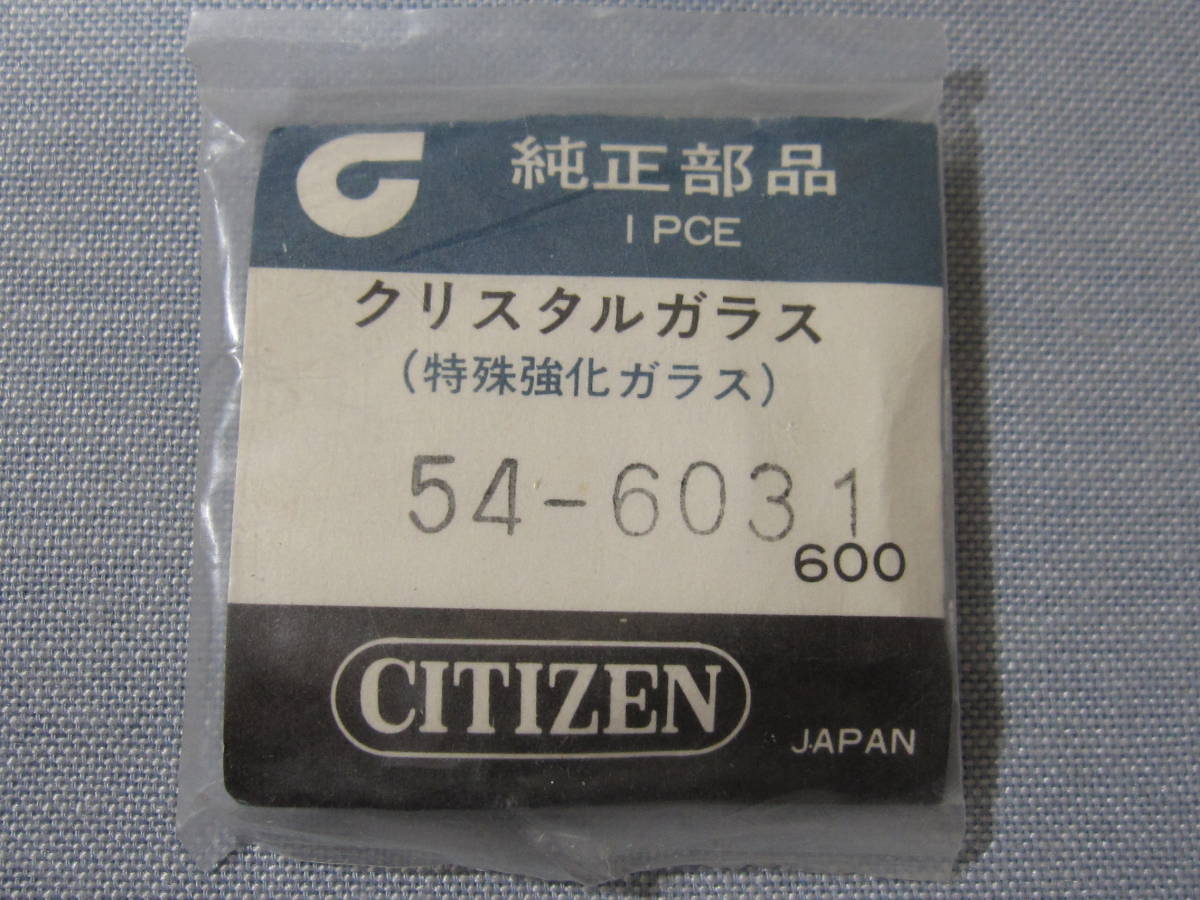 純正部品
1 PCE
クリスタルガラス
(特殊強化ガラス)
54-6031
600
CITIZEN
JAPAN